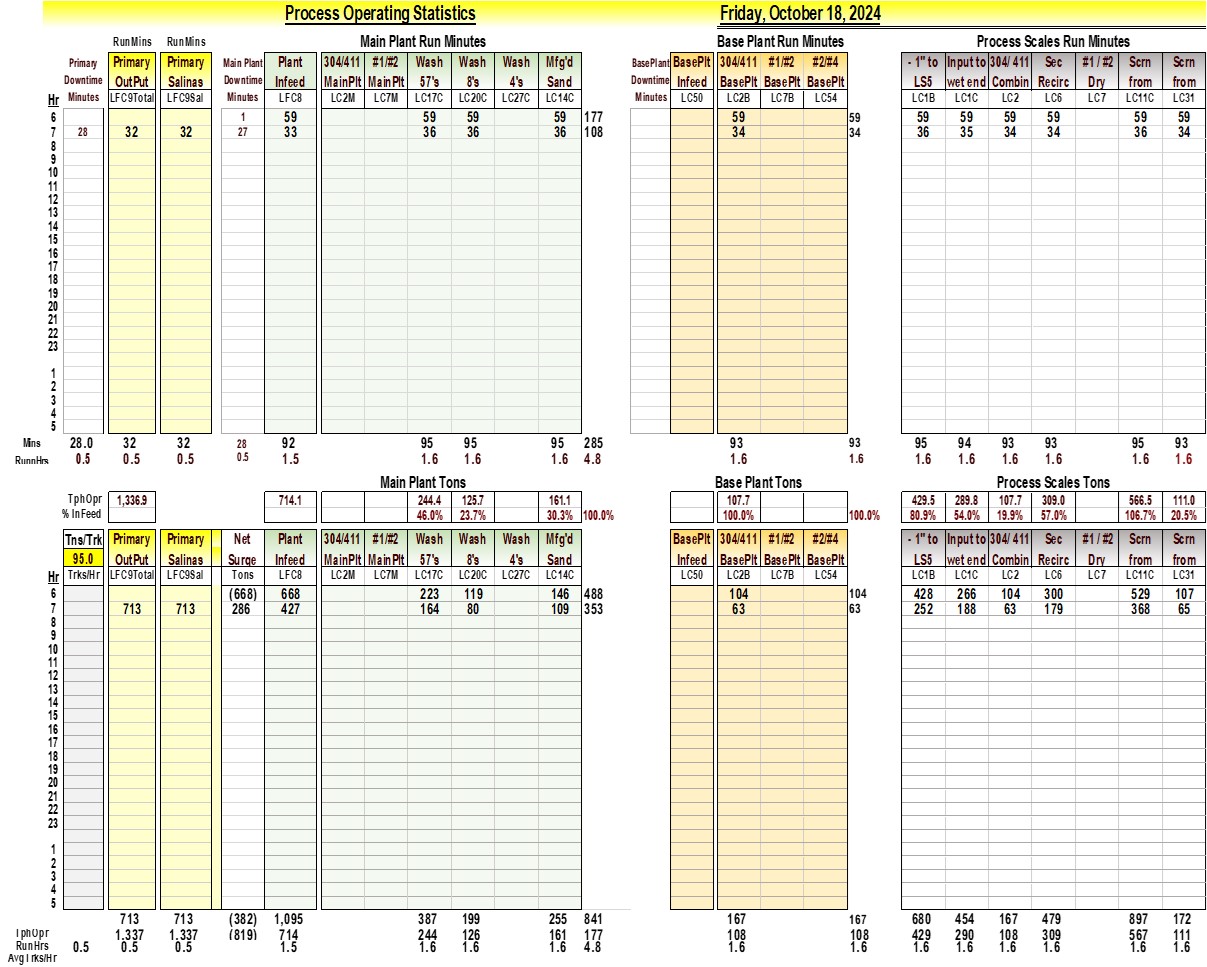 Process Operating Statistics Friday, October 18, 2024
RunMins RunMins Main Plant Run Minutes Base Plant Run Minutes Process Scales Run Minutes
Primary Primary Primary Main Plant Plant 304/411 #1/#2 Wash Wash Wash Mfg'd BasePlant BasePlt 304/411 #1/#2 #2/#4 - 1" to Input to 304/ 411 Sec #1 / #2 Scrn Scrn
Downtime OutPut Salinas Downtime Infeed MainPlt MainPlt 57's 8's 4's Sand Downtime Infeed BasePlt BasePlt BasePlt LS5 wet end Combin Recirc Dry from from
Hr Minutes LFC9Total LFC9Sal Minutes LFC8 LC2M LC7M LC17C LC20C LC27C LC14C Minutes LC50 LC2B LC7B LC54 LC1B LC1C LC2 LC6 LC7 LC11C LC31
6 1 59 59 59 59 177 59 59 59 59 59 59 59 59
7 28 32 32 27 33 36 36 36 108 34 34 36 35 34 34 36 34
8
9
10
11
12
13
14
15
16
17
18
19
20
21
22
23
1
2
3
4
5
Mins 28.0 32 32 28 92 95 95 95 285 93 93 95 94 93 93 95 93
RunnHrs 0.5 0.5 0.5 0.5 1.5 1.6 1.6 1.6 4.8 1.6 1.6 1.6 1.6 1.6 1.6 1.6 1.6
Main Plant Tons Base Plant Tons Process Scales Tons
TphOpr 1,336.9 714.1 244.4 125.7 161.1 107.7 429.5 289.8 107.7 309.0 566.5 111.0
% InFeed 46.0% 23.7% 30.3% 100.0% 100.0% 100.0% 80.9% 54.0% 19.9% 57.0% 106.7% 20.5%
Tns/Trk Primary Primary Net Plant 304/411 #1/#2 Wash Wash Wash Mfg'd BasePlt 304/411 #1/#2 #2/#4 - 1" to Input to 304/ 411 Sec #1 / #2 Scrn Scrn
95.0 OutPut Salinas Surge Infeed MainPlt MainPlt 57's 8's 4's Sand Infeed BasePlt BasePlt BasePlt LS5 wet end Combin Recirc Dry from from
Hr Trks/Hr LFC9Total LFC9Sal Tons LFC8 LC2M LC7M LC17C LC20C LC27C LC14C LC50 LC2B LC7B LC54 LC1B LC1C LC2 LC6 LC7 LC11C LC31
6 (668) 668 223 119 146 488 104 104 428 266 104 300 529 107
7 713 713 286 427 164 80 109 353 63 63 252 188 63 179 368 65
8
9
10
11
12
13
14
15
16
17
18
19
20
21
22
23
1
2
3
4
5
713 713 (382) 1,095 387 199 255 841 167 167 680 454 167 479 897 172
TphOpr 1,337 1,337 (819) 714 244 126 161 177 108 108 429 290 108 309 567 111
RunHrs 0.5 0.5 0.5 1.5 1.6 1.6 1.6 4.8 1.6 1.6 1.6 1.6 1.6 1.6 1.6 1.6
AvgTrks/Hr